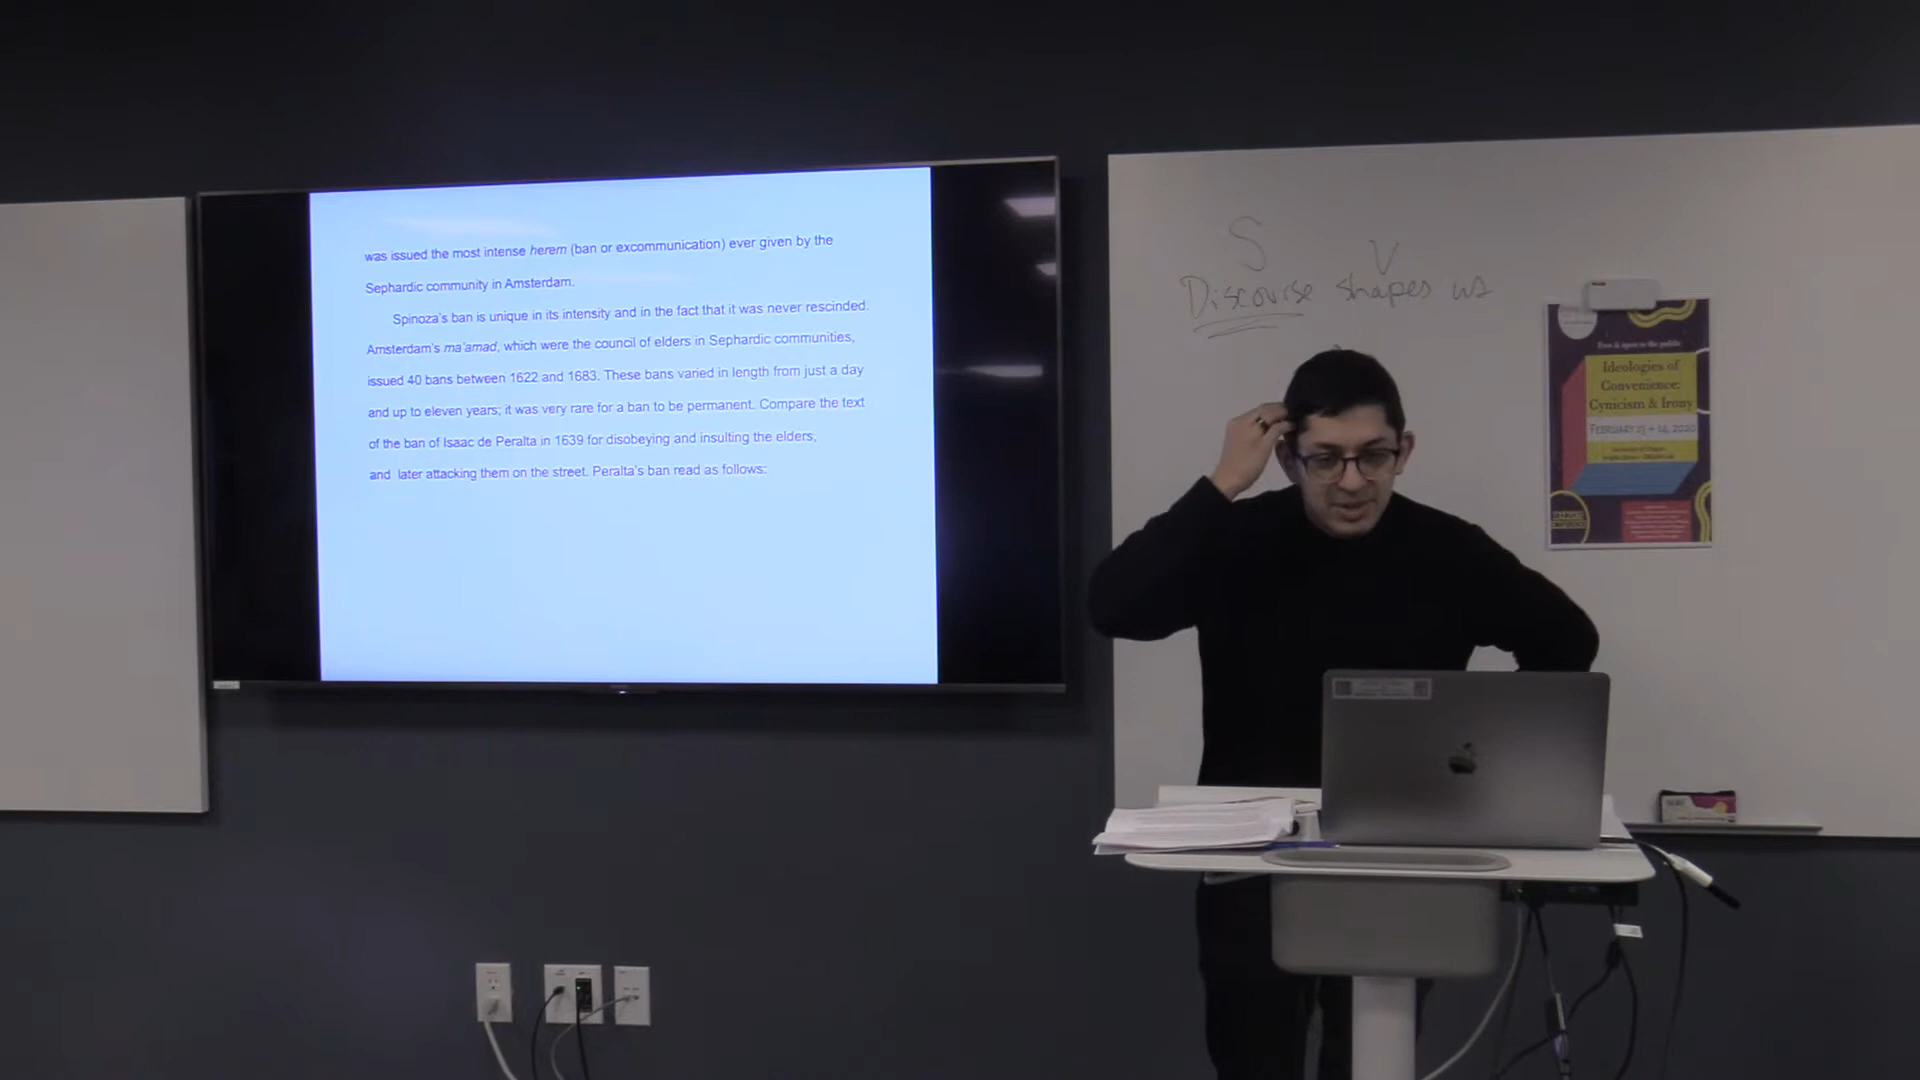 was issued the most intense herem (ban or excommunication) ever given by the
Sephardic community in Amsterdam.
Spinoza's ban is unique in its intensity and in the fact that it was never rescinded.
Amsterdam's ma'amad, which were the council of elders in Sephardic communities,
issued 40 bans between 1622 and 1683. These bans varied in length from just a day
and up to eleven years; it was very rare for a ban to be permanent. Compare the text
of the ban of Isaac de Peralta in 1639 for disobeying and insulting the elders,
and later attacking them on the street. Peralta's ban read as follows:
S V
Discourse shapes us
Free & open to the public
Ideologies of
Convenience:
Cynicism & Irony